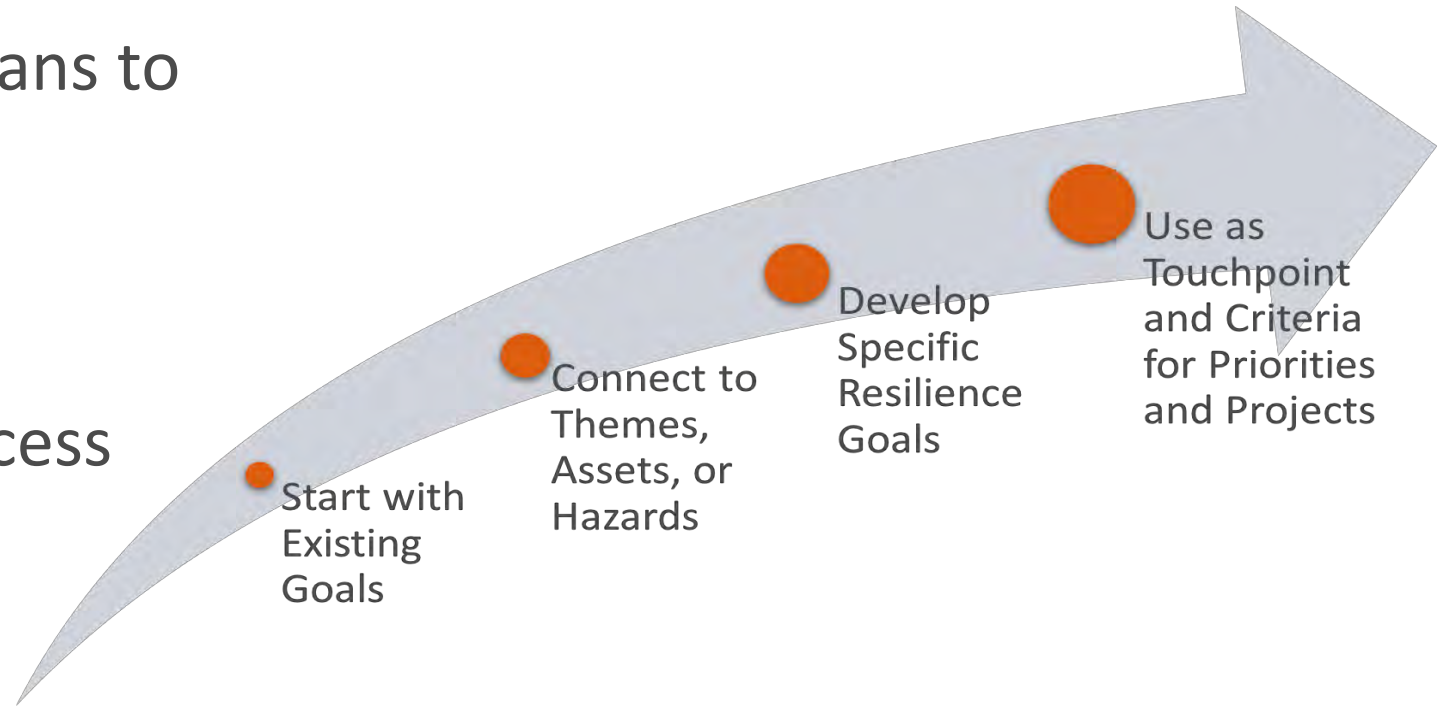 ans to
cess
Start with
Existing
Goals
Connect to
Themes,
Assets, or
Hazards
Develop
Specific
Resilience
Goals
Use as
Touchpoint
and Criteria
for Priorities
and Projects